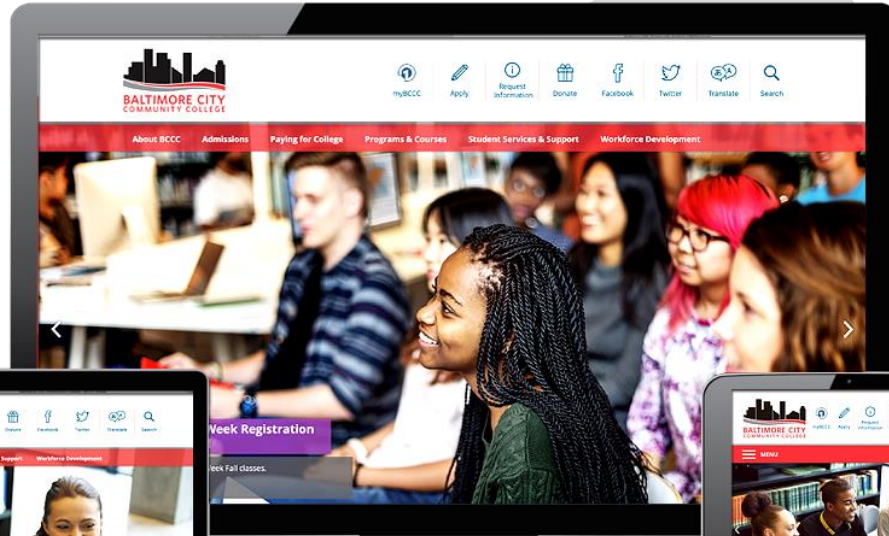 BALTIMORE CITY
COMMUNITY COLLEGE
myBCCC
Apply
Request
Information
Donate
Facebook
Twitter
Translate
Search
About BCCC
Admissions
Paying for College
Programs & Courses
Student Services & Support
Workforce Development
Week Registration
Week Fall classes.
Donate
Facebook
Twitter
Translate
Search
Support
Workforce Development
BALTIMORE CITY
COMMUNITY COLLEGE
myBCCC
Apply
Request
Information
MENU